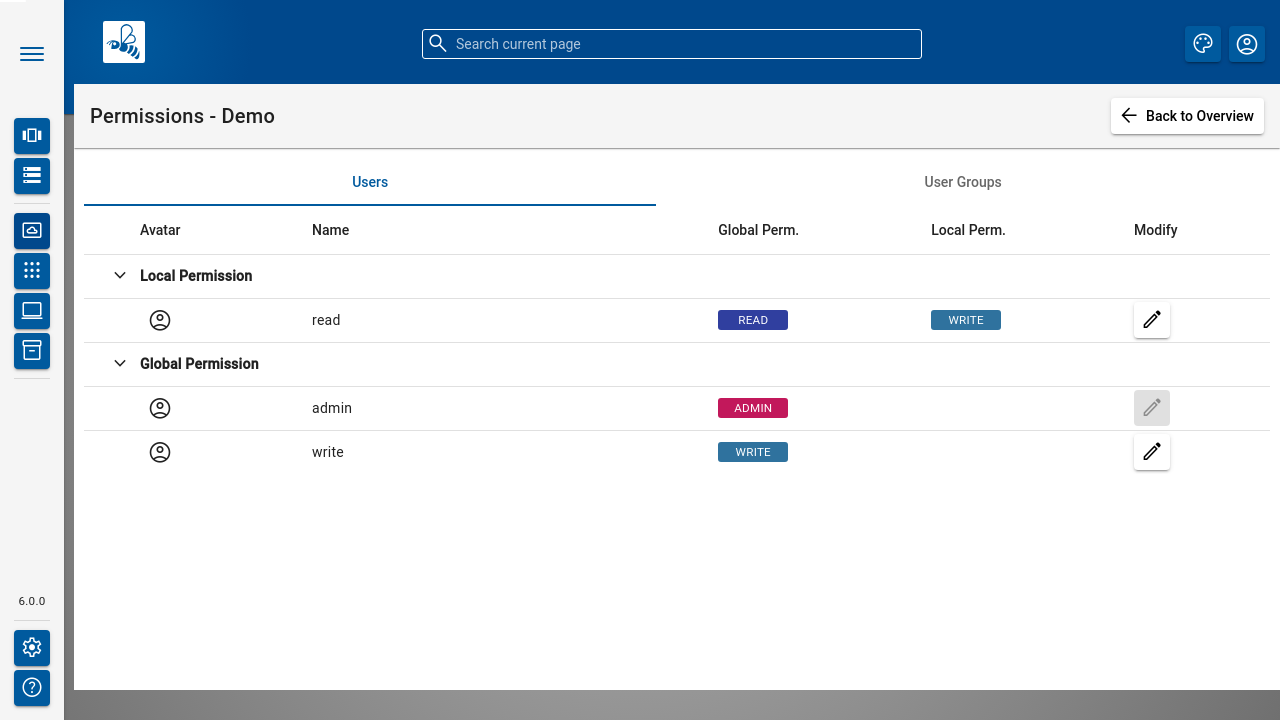 Search current page
Permissions - Demo
Back to Overview
Users
User Groups
Avatar Name Global Perm. Local Perm. Modify
Local Permission
read READ WRITE
Global Permission
admin ADMIN
write WRITE
6.0.0